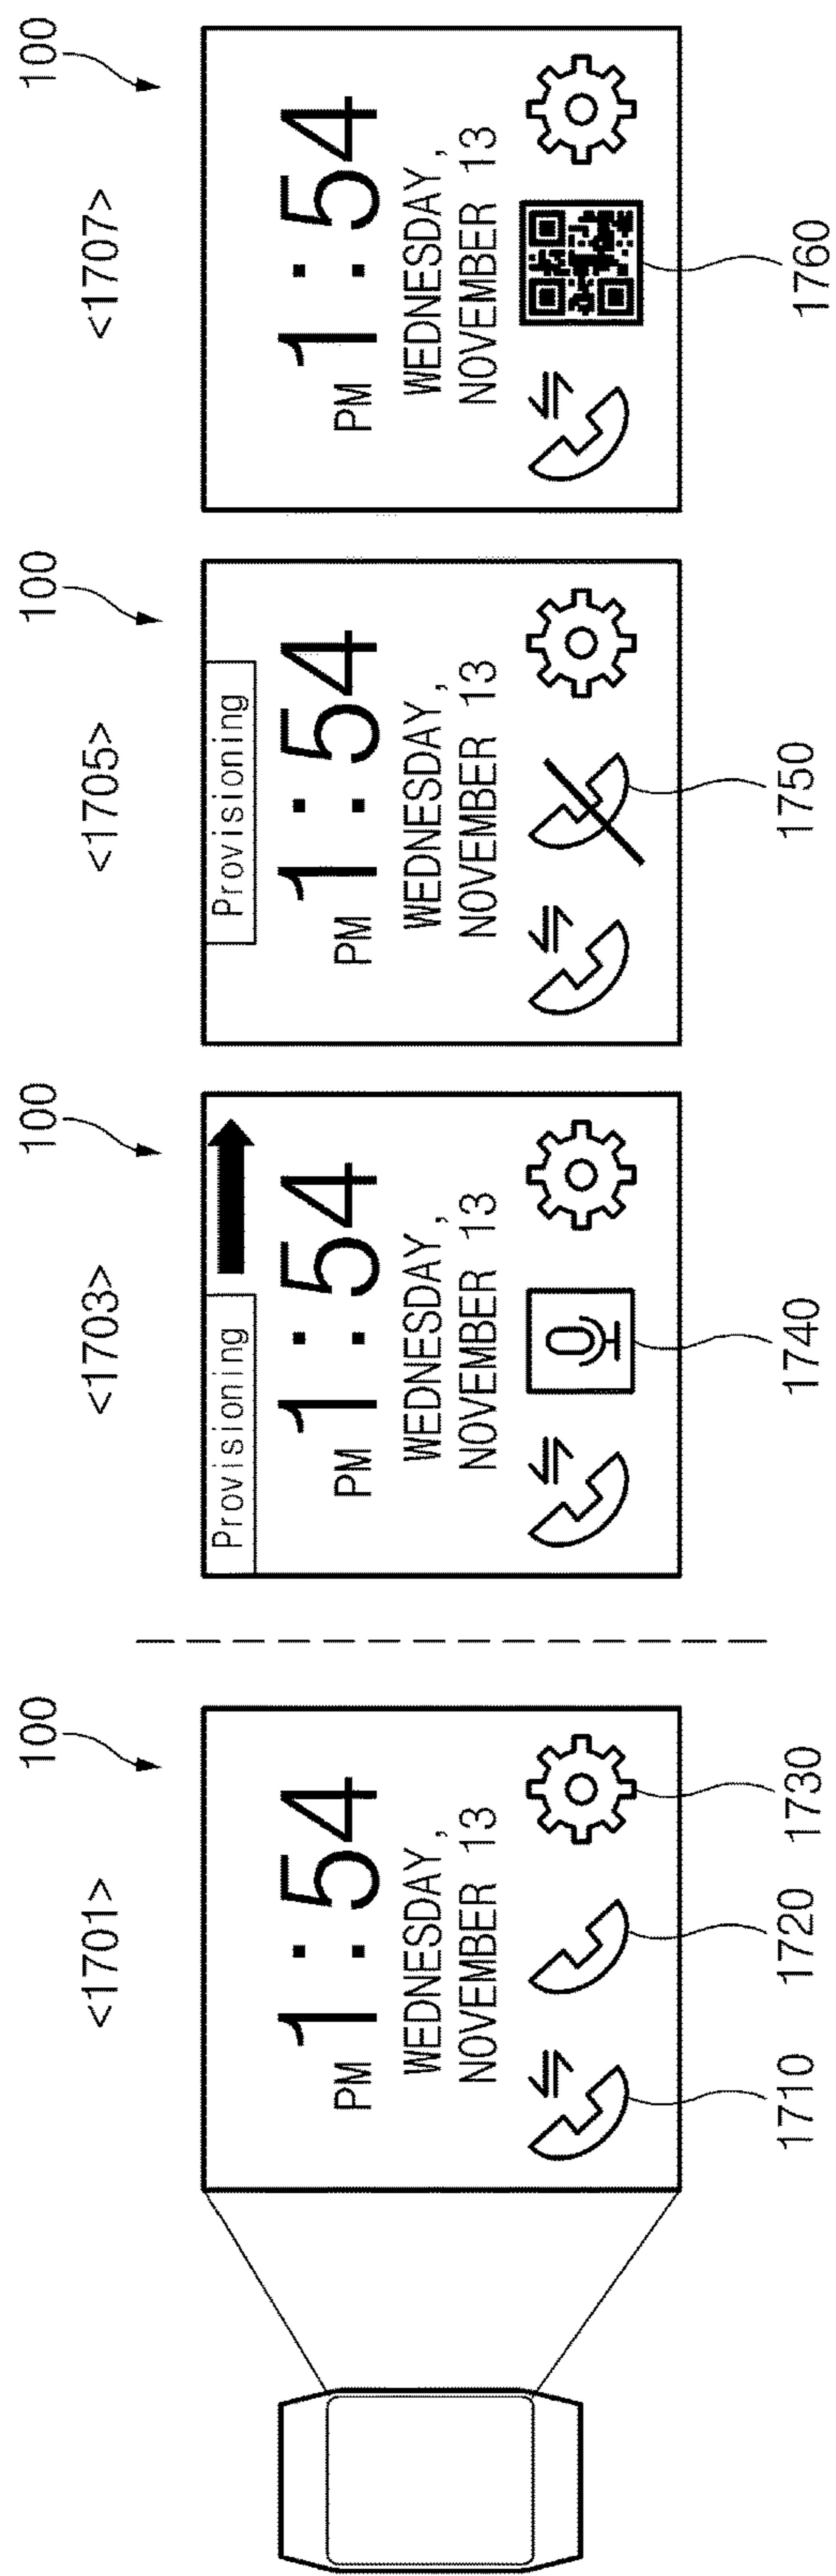 <1701>
100
PM 1:54
WEDNESDAY,
NOVEMBER 13
1710
1720
1730
<1703>
100
Provisioning
PM 1:54
WEDNESDAY,
NOVEMBER 13
1740
<1705>
100
Provisioning
PM 1:54
WEDNESDAY,
NOVEMBER 13
1750
<1707>
100
PM 1:54
WEDNESDAY,
NOVEMBER 13
1760